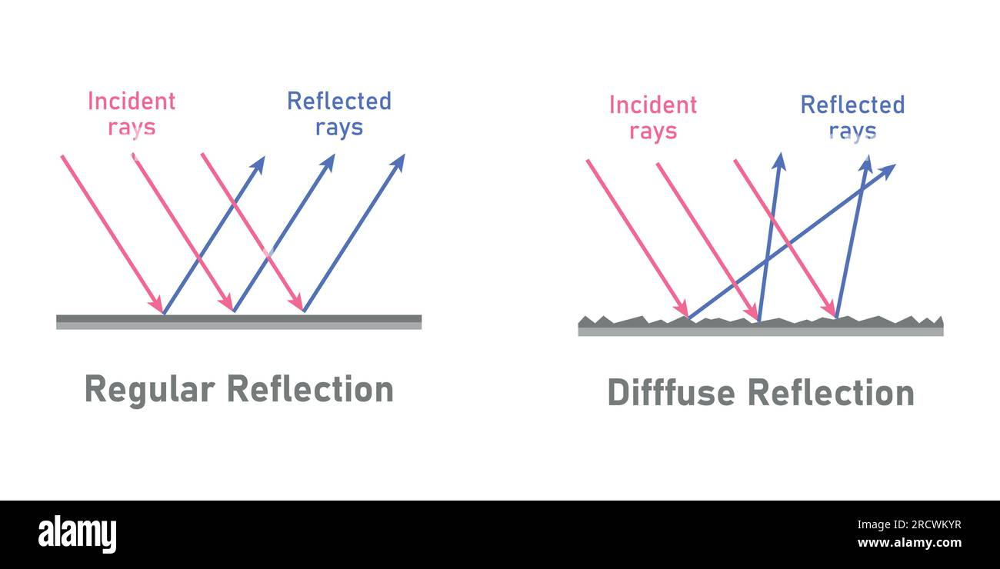 Incident
rays
Reflected
rays
Incident
rays
Reflected
rays
Regular Reflection
Difffuse Reflection
alamy
Image ID: 2RCWKYR
www.alamy.com